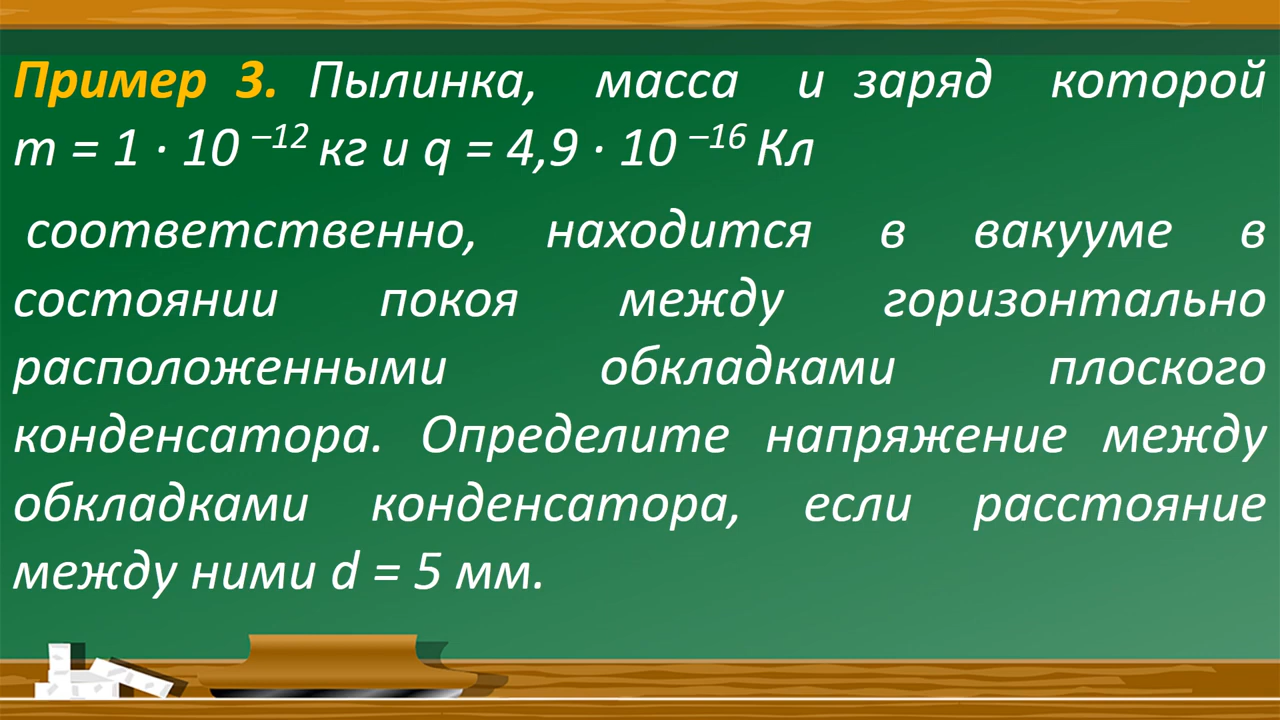 Пример 3. Пылинка, масса и заряд которой
m = 1 · 10 –12 кг и q = 4,9 · 10 –16 Кл
соответственно, находится в вакууме в
состоянии покоя между горизонтально
расположенными обкладками плоского
конденсатора. Определите напряжение между
обкладками конденсатора, если расстояние
между ними d = 5 мм.